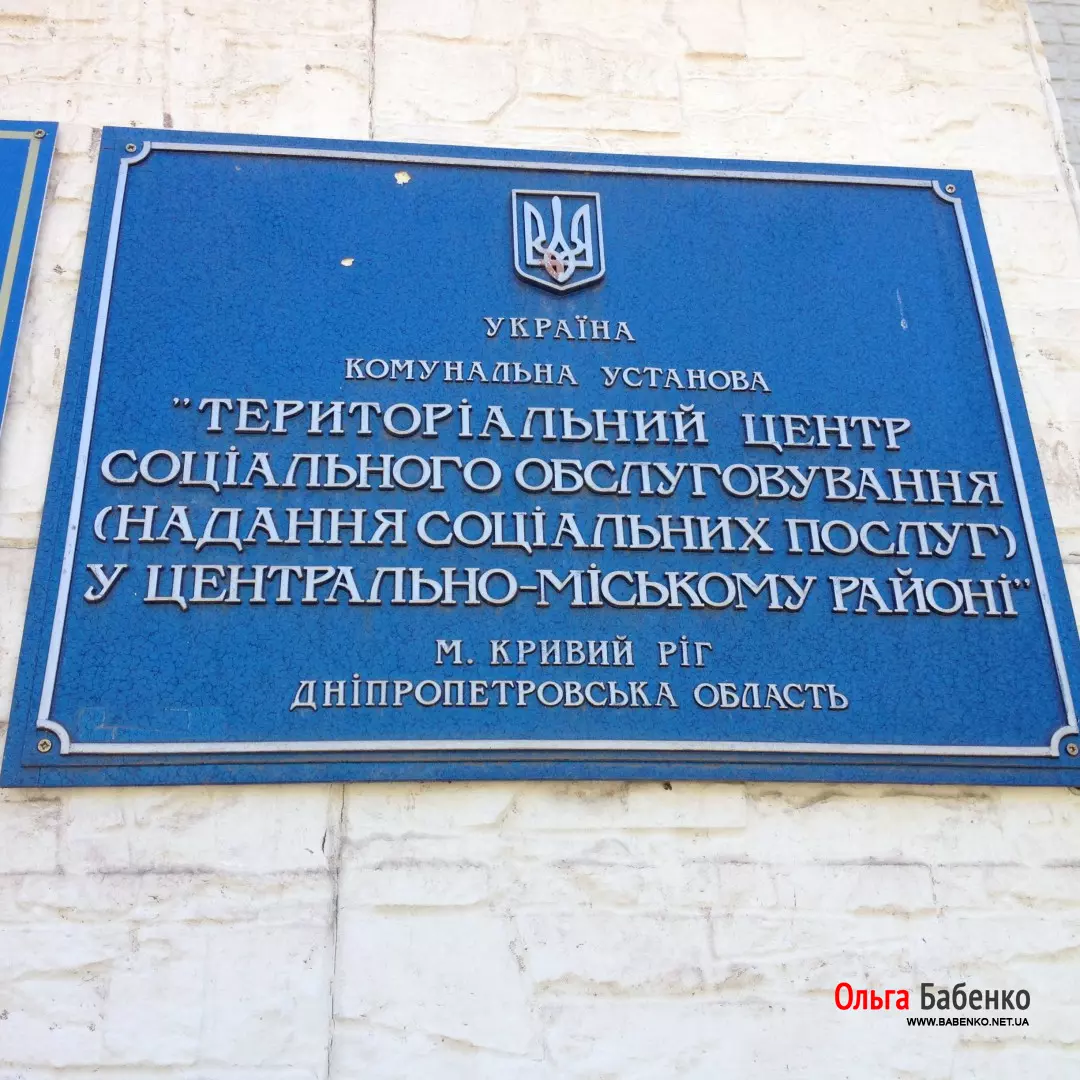 УКРАЇНА
КОМУНАЛЬНА УСТАНОВА
"ТЕРИТОРІАЛЬНИЙ ЦЕНТР
СОЦІАЛЬНОГО ОБСЛУГОВУВАННЯ
(НАДАННЯ СОЦІАЛЬНИХ ПОСЛУГ)
У ЦЕНТРАЛЬНО-МІСЬКОМУ РАЙОНІ"
М. КРИВИЙ РІГ
ДНІПРОПЕТРОВСЬКА ОБЛАСТЬ
Ольга Бабенко
WWW.BABENKO.NET.UA